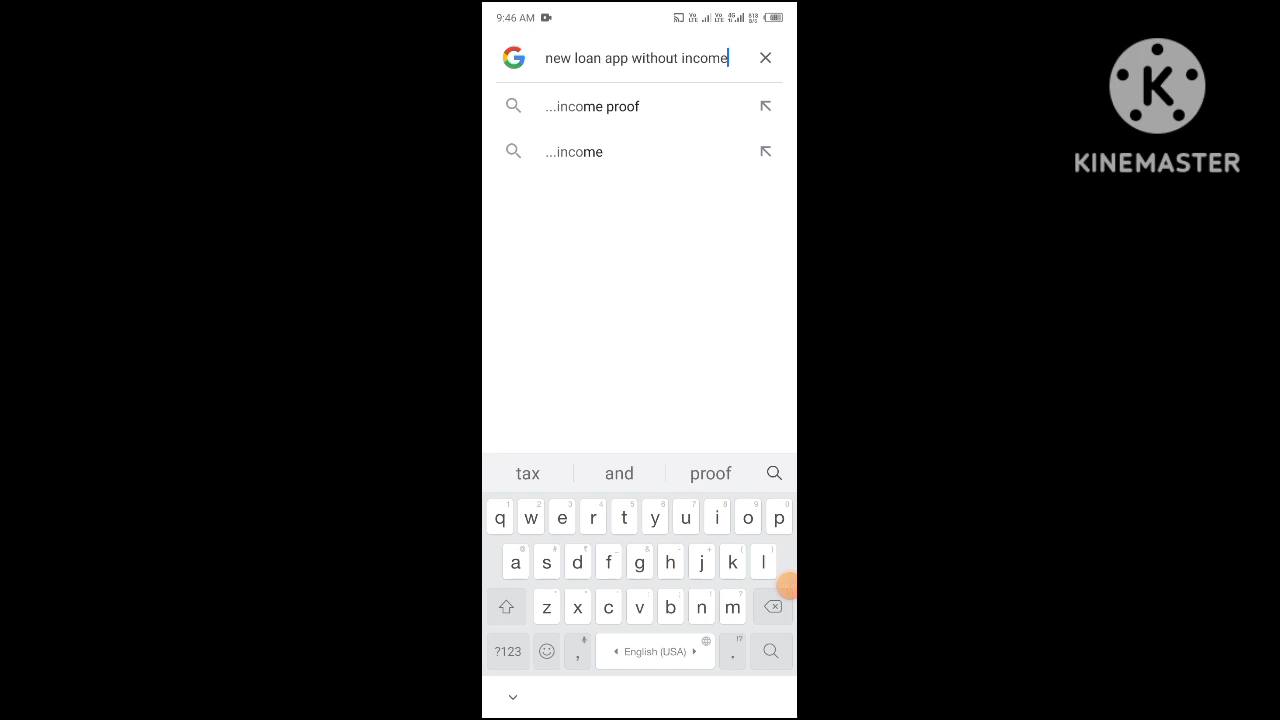 9:46 AM
new loan app without income
...income proof
...income
KINEMASTER
tax and proof
q w e r t y u i o p
a s d f g h j k l
z x c v b n m
?123 , English (USA) .